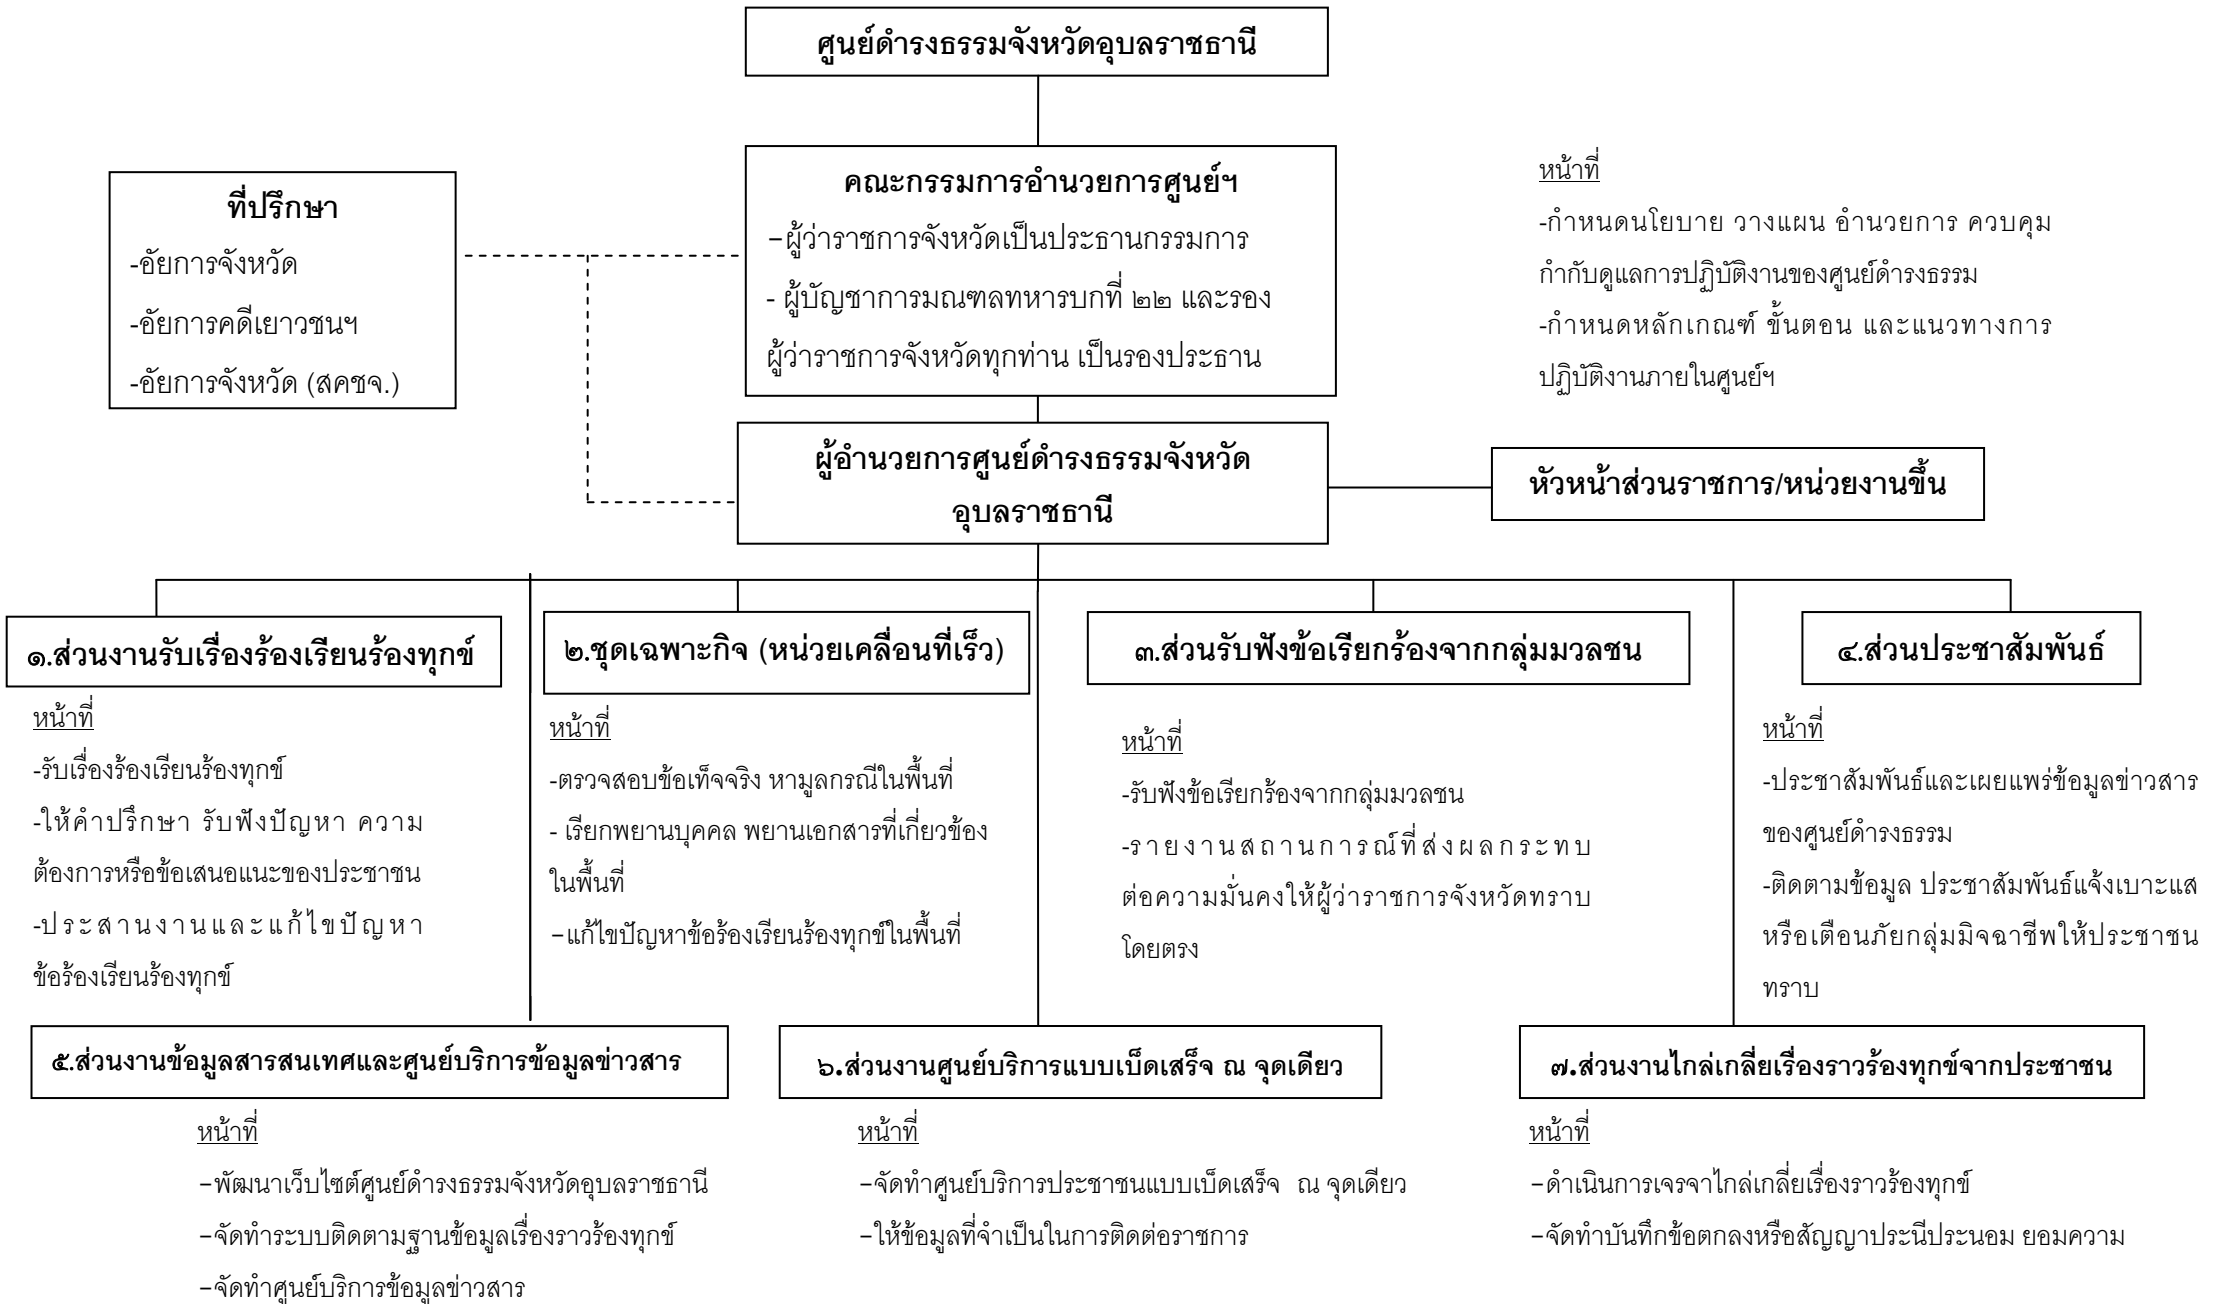 ศูนย์ดำรงธรรมจังหวัดอุบลราชธานี
ที่ปรึกษา
-อัยการจังหวัด
-อัยการคดีเยาวชนฯ
-อัยการจังหวัด (สคชจ.)
คณะกรรมการอำนวยการศูนย์ฯ
–ผู้ว่าราชการจังหวัดเป็นประธานกรรมการ
- ผู้บัญชาการมณฑลทหารบกที่ ๒๒ และรอง
ผู้ว่าราชการจังหวัดทุกท่าน เป็นรองประธาน
หน้าที่
-กำหนดนโยบาย วางแผน อำนวยการ ควบคุม
กำกับดูแลการปฏิบัติงานของศูนย์ดำรงธรรม
-กำหนดหลักเกณฑ์ ขั้นตอน และแนวทางการ
ปฏิบัติงานภายในศูนย์ฯ
ผู้อำนวยการศูนย์ดำรงธรรมจังหวัด
อุบลราชธานี
หัวหน้าส่วนราชการ/หน่วยงานขึ้น
๑.ส่วนงานรับเรื่องร้องเรียนร้องทุกข์
หน้าที่
-รับเรื่องร้องเรียนร้องทุกข์
-ให้คำปรึกษา รับฟังปัญหา ความ
ต้องการหรือข้อเสนอแนะของประชาชน
-ประสานงานและแก้ไขปัญหา
ข้อร้องเรียนร้องทุกข์
๒.ชุดเฉพาะกิจ (หน่วยเคลื่อนที่เร็ว)
หน้าที่
-ตรวจสอบข้อเท็จจริง หามูลกรณีในพื้นที่
- เรียกพยานบุคคล พยานเอกสารที่เกี่ยวข้อง
ในพื้นที่
–แก้ไขปัญหาข้อร้องเรียนร้องทุกข์ในพื้นที่
๓.ส่วนรับฟังข้อเรียกร้องจากกลุ่มมวลชน
หน้าที่
-รับฟังข้อเรียกร้องจากกลุ่มมวลชน
-รายงานสถานการณ์ที่ส่งผลกระทบ
ต่อความมั่นคงให้ผู้ว่าราชการจังหวัดทราบ
โดยตรง
๔.ส่วนประชาสัมพันธ์
หน้าที่
-ประชาสัมพันธ์และเผยแพร่ข้อมูลข่าวสาร
ของศูนย์ดำรงธรรม
-ติดตามข้อมูล ประชาสัมพันธ์แจ้งเบาะแส
หรือเตือนภัยกลุ่มมิจฉาชีพให้ประชาชน
ทราบ
๕.ส่วนงานข้อมูลสารสนเทศและศูนย์บริการข้อมูลข่าวสาร
หน้าที่
–พัฒนาเว็บไซต์ศูนย์ดำรงธรรมจังหวัดอุบลราชธานี
–จัดทำระบบติดตามฐานข้อมูลเรื่องราวร้องทุกข์
–จัดทำศูนย์บริการข้อมูลข่าวสาร
๖.ส่วนงานศูนย์บริการแบบเบ็ดเสร็จ ณ จุดเดียว
หน้าที่
–จัดทำศูนย์บริการประชาชนแบบเบ็ดเสร็จ ณ จุดเดียว
–ให้ข้อมูลที่จำเป็นในการติดต่อราชการ
๗.ส่วนงานไกล่เกลี่ยเรื่องราวร้องทุกข์จากประชาชน
หน้าที่
–ดำเนินการเจรจาไกล่เกลี่ยเรื่องราวร้องทุกข์
–จัดทำบันทึกข้อตกลงหรือสัญญาประนีประนอม ยอมความ